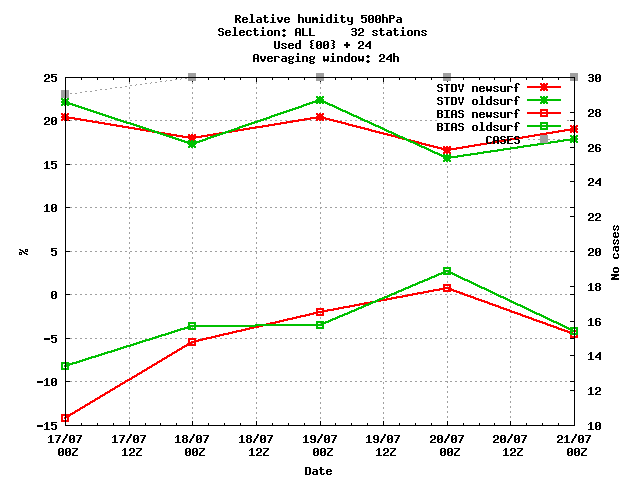 Relative humidity 500hPa
Selection: ALL 32 stations
Used {00} + 24
Averaging window: 24h
STDV newsurf
STDV oldsurf
BIAS newsurf
BIAS oldsurf
CASES
25
20
15
10
5
0
-5
-10
-15
%
30
28
26
24
22
20
18
16
14
12
10
No cases
17/07 17/07 18/07 18/07 19/07 19/07 20/07 20/07 21/07
00Z 12Z 00Z 12Z 00Z 12Z 00Z 12Z 00Z
Date